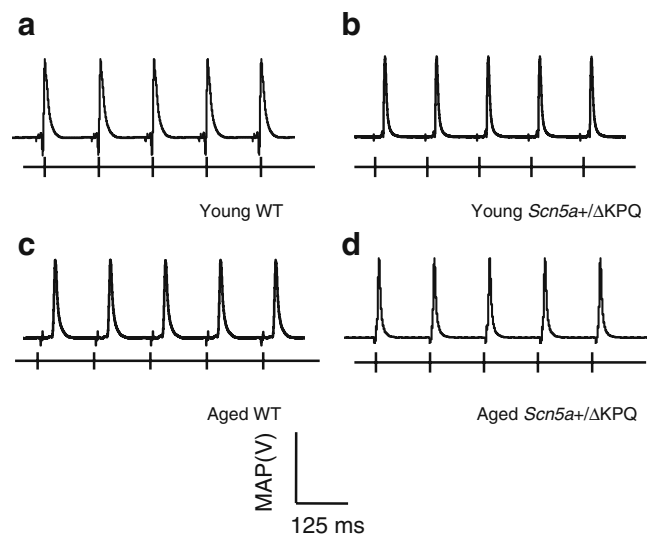 a
b
Young WT
Young Scn5a+/ΔKPQ
c
d
Aged WT
Aged Scn5a+/ΔKPQ
MAP(V)
125 ms